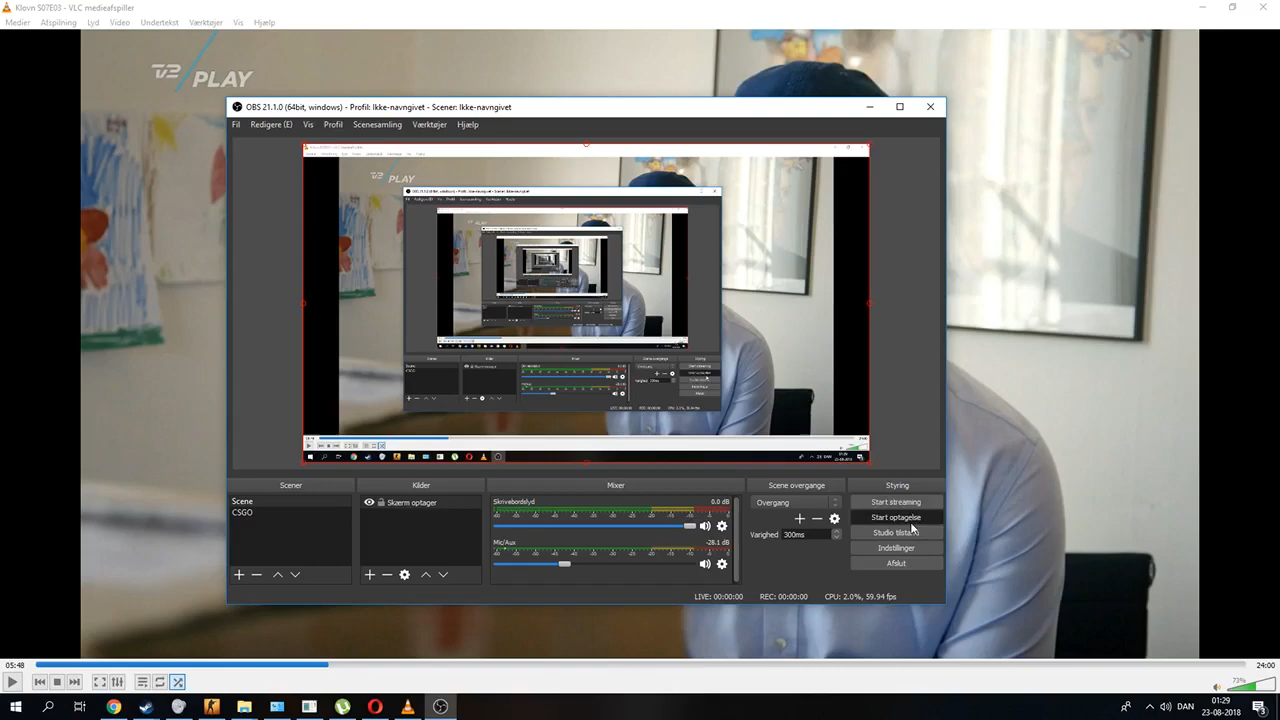 Kløvn S07E03 - VLC medieafspiller
Medier Afspilning Lyd Video Undertekst Værktøjer Vis Hjælp
TV2 PLAY
OBS 21.1.0 (64bit, windows) - Profil: Ikke-navngivet - Scener: Ikke-navngivet
Fil Redigere (E) Vis Profil Scenesamling Værktøjer Hjælp
TV2 PLAY
Scener Kilder Mixer Scene overgange Styring
Scene
CSGO
Skærm optager
Skrivebordslyd 0.0 dB
Mic/Aux -28.1 dB
Overgang
Varighed 300ms
Start streaming
Start optagelse
Studio tilstand
Indstillinger
Afslut
LIVE: 00:00:00 REC: 00:00:00 CPU: 2.0%, 59.94 fps
05:48 24:00
73%
DAN 01:29
23-08-2018
3